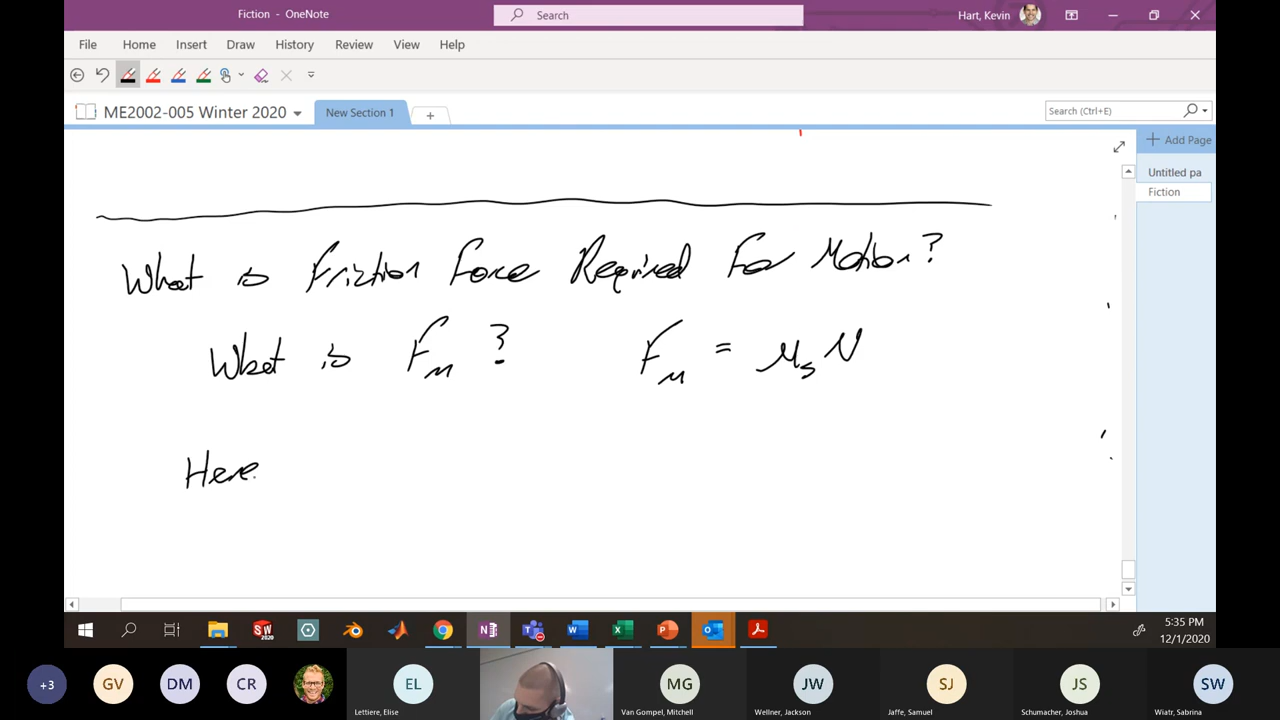 Fiction - OneNote
Search
Hart, Kevin
File Home Insert Draw History Review View Help
ME2002-005 Winter 2020
New Section 1
+
Search (Ctrl+E)
+ Add Page
Untitled pa
Fiction
What is Friction Force Required For Motion?
What is Fm ? Fm = μs N
Here
5:35 PM
12/1/2020
+3 GV DM CR EL MG JW SJ JS SW
Lettiere, Elise Van Gompel, Mitchell Wellner, Jackson Jaffe, Samuel Schumacher, Joshua Wiatr, Sabrina